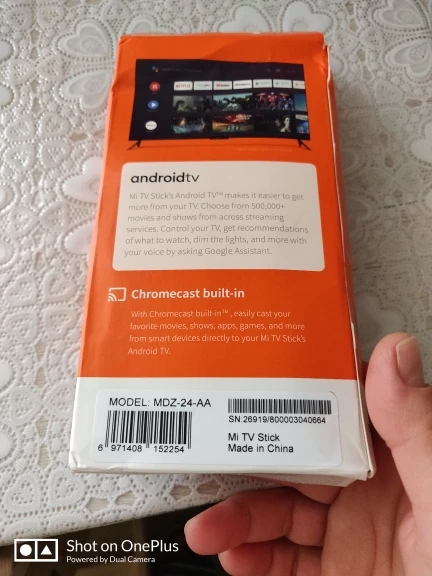 NETFLIX
androidtv
Mi TV Stick's Android TV™ makes it easier to get
more from your TV. Choose from 500,000+
movies and shows from across streaming
services. Control your TV, get recommendations
of what to watch, dim the lights, and more with
your voice by asking Google Assistant.
Chromecast built-in
With Chromecast built-in™, easily cast your
favorite movies, shows, apps, games, and more
from smart devices directly to your Mi TV Stick's
Android TV.
MODEL: MDZ-24-AA
SN:26919/800003040664
6 971408 152254
Mi TV Stick
Made in China
Shot on OnePlus
Powered by Dual Camera